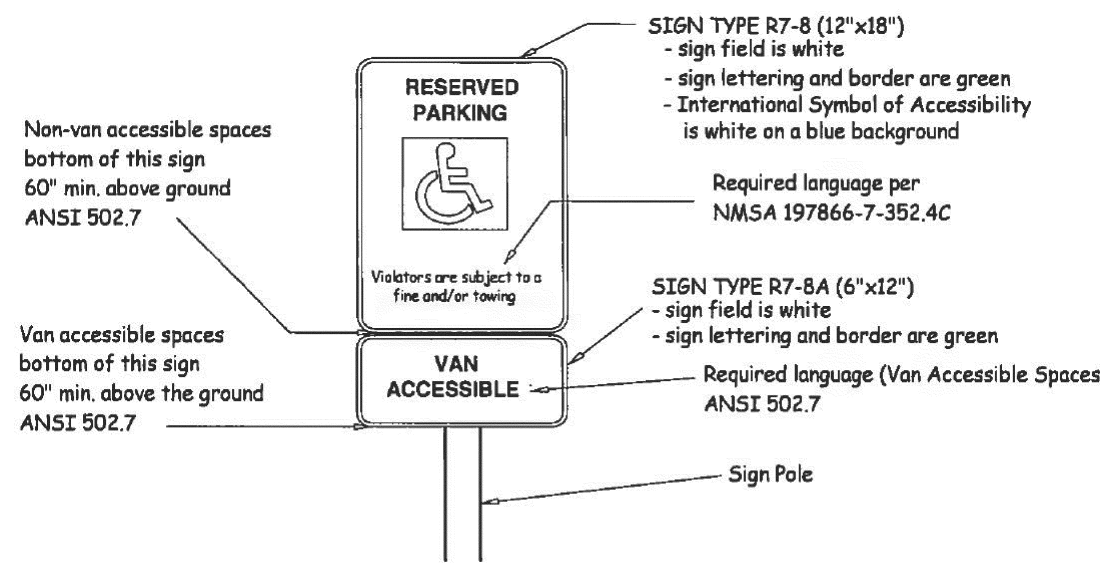 SIGN TYPE R7-8 (12"x18")
- sign field is white
- sign lettering and border are green
- International Symbol of Accessibility
is white on a blue background
RESERVED
PARKING
Non-van accessible spaces
bottom of this sign
60" min. above ground
ANSI 502.7
Required language per
NMSA 197866-7-352.4C
Violators are subject to a
fine and/or towing
SIGN TYPE R7-8A (6"x12")
- sign field is white
- sign lettering and border are green
Van accessible spaces
bottom of this sign
60" min. above the ground
ANSI 502.7
VAN
ACCESSIBLE
Required language (Van Accessible Spaces
ANSI 502.7
Sign Pole